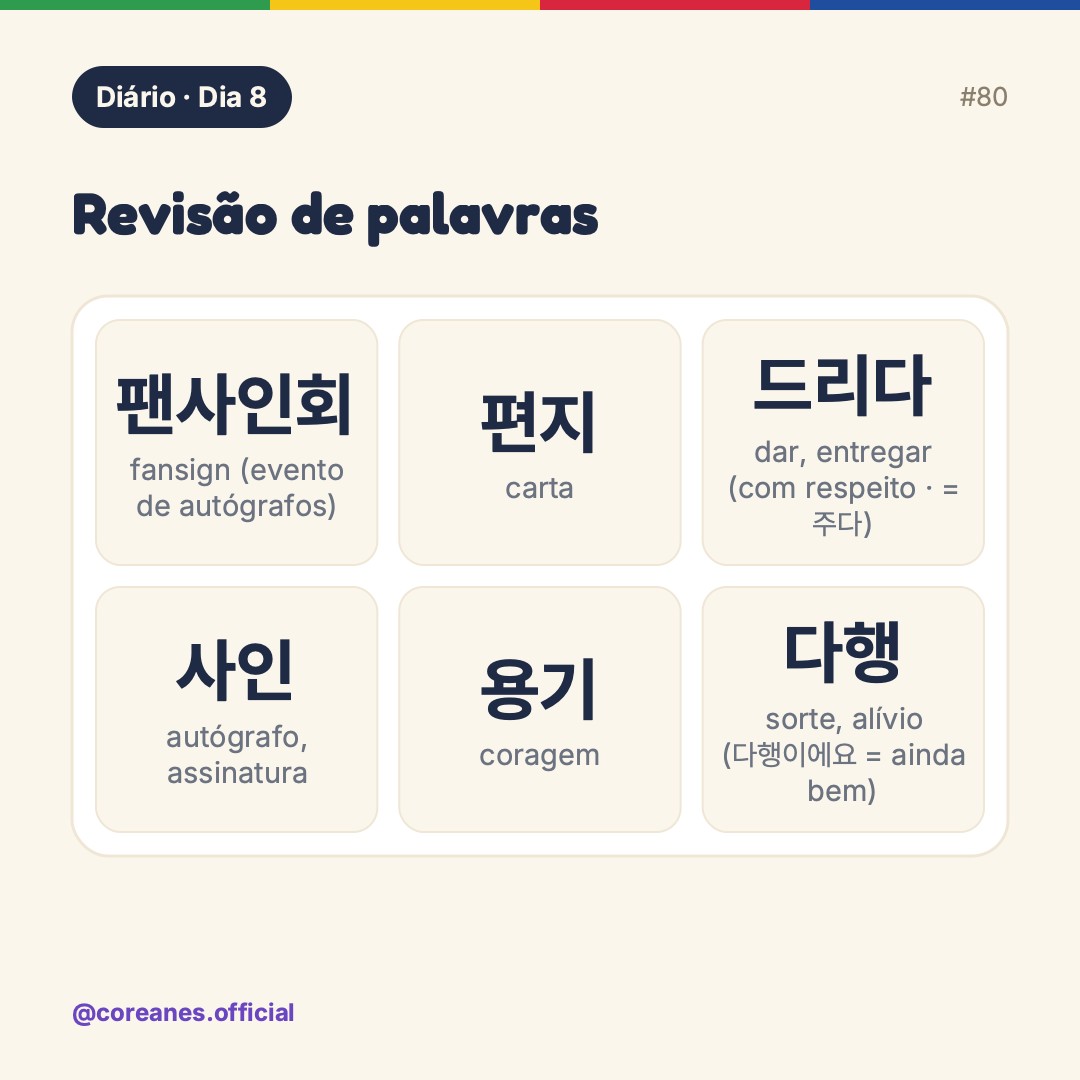 Diário · Dia 8
#80
Revisão de palavras
팬사인회
fansign (evento
de autógrafos)
편지
carta
드리다
dar, entregar
(com respeito · =
주다)
사인
autógrafo,
assinatura
용기
coragem
다행
sorte, alívio
(다행이에요 = ainda
bem)
@coreanes.official